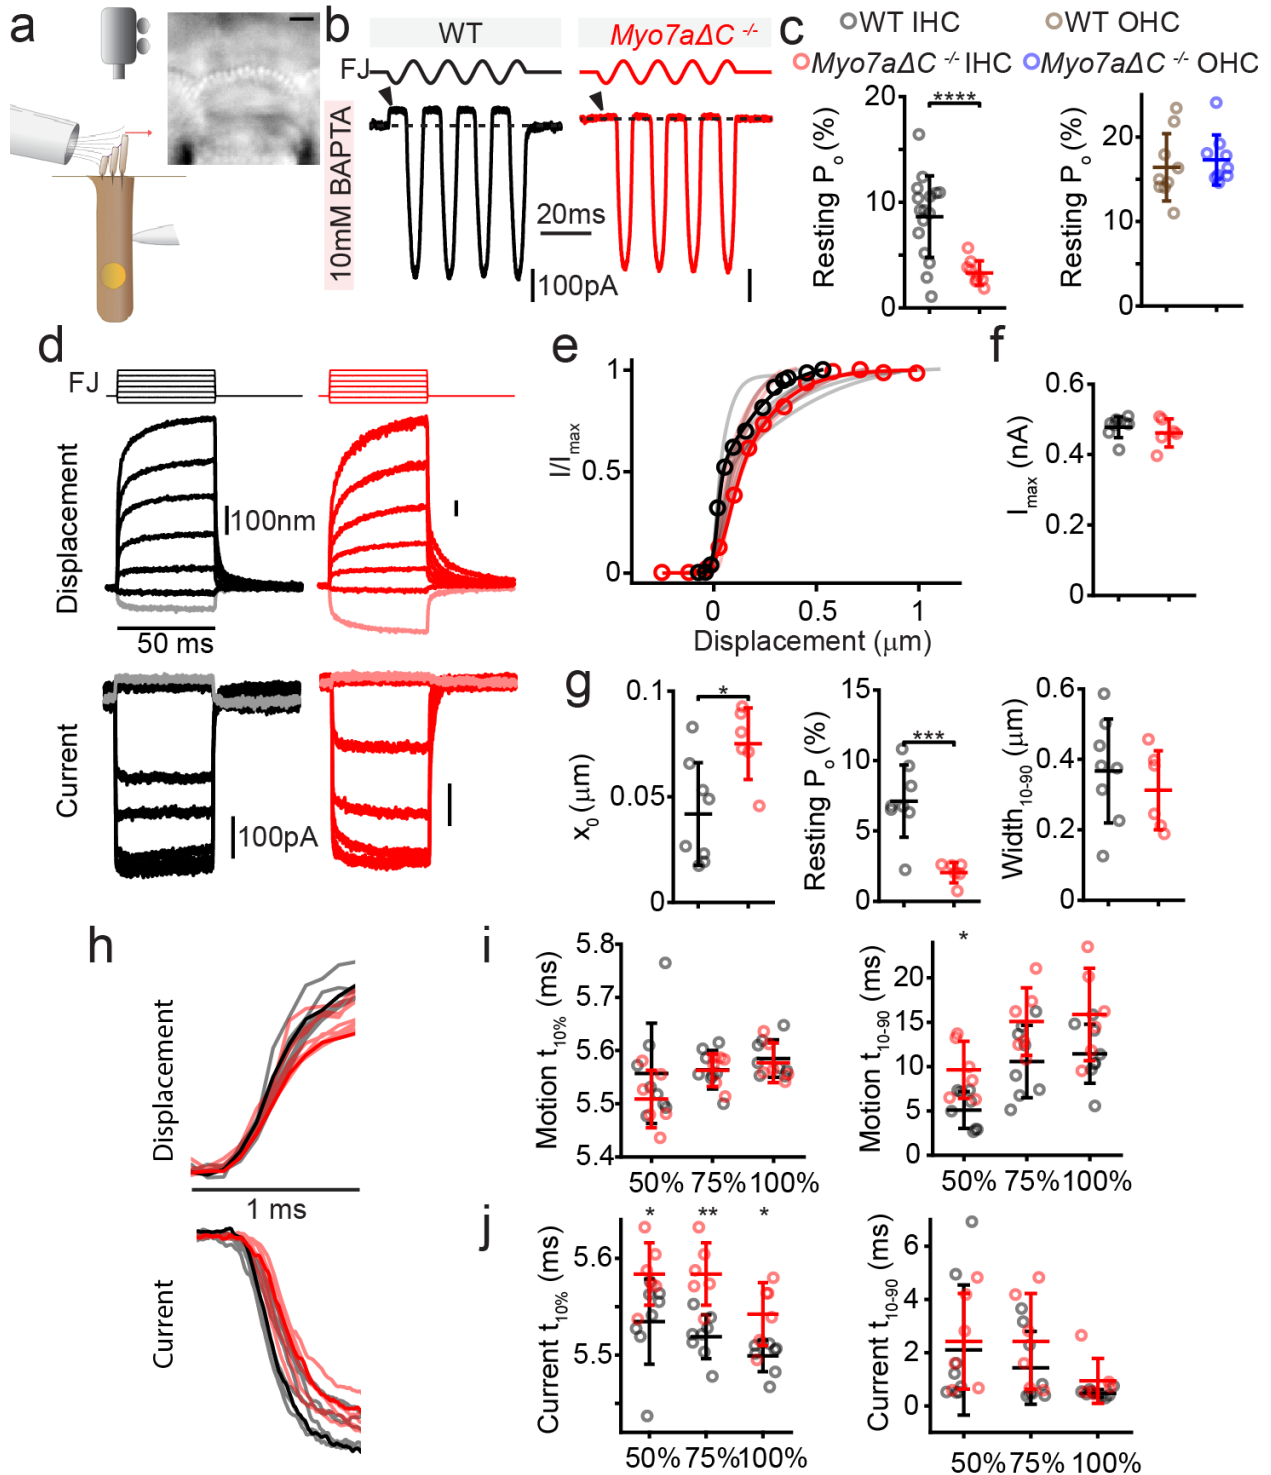 a
b
WT
Myo7aΔC -/-
FJ
10mM BAPTA
20ms
100pA
c
WT IHC
WT OHC
Myo7aΔC -/- IHC
Myo7aΔC -/- OHC
Resting Po (%)
20
10
0
****
Resting Po (%)
20
10
0
d
FJ
Displacement
100nm
50 ms
Current
100pA
e
I/Imax
1
0.5
0
0
0.5
1
Displacement (μm)
f
Imax (nA)
0.6
0.4
0.2
0
g
x0 (μm)
0.1
0.05
0
*
Resting Po (%)
15
10
5
0
***
Width10-90 (μm)
0.6
0.4
0.2
0
h
Displacement
1 ms
Current
i
Motion t10% (ms)
5.8
5.7
5.6
5.5
5.4
50% 75% 100%
Motion t10-90 (ms)
20
15
10
5
0
*
50% 75% 100%
j
Current t10% (ms)
5.6
5.5
* ** *
50% 75% 100%
Current t10-90 (ms)
6
4
2
0
50% 75% 100%